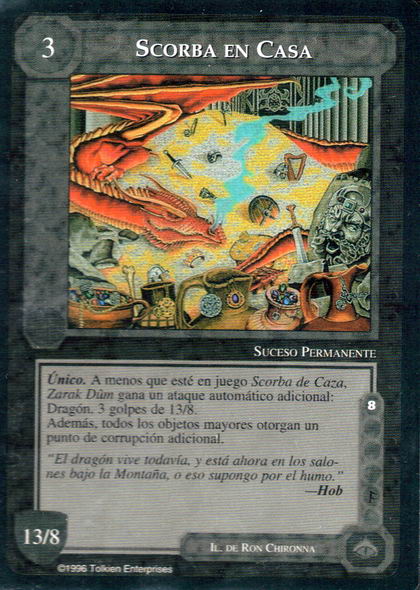 3
SCORBA EN CASA
SUCESO PERMANENTE
Único. A menos que esté en juego Scorba de Caza,
Zarak Dûm gana un ataque automático adicional:
Dragón. 3 golpes de 13/8.
Además, todos los objetos mayores otorgan un
punto de corrupción adicional.
“El dragón vive todavía, y está ahora en los salo-
nes bajo la Montaña, o eso supongo por el humo.”
—Hob
8
13/8
IL. DE RON CHIRONNA
©1996 Tolkien Enterprises